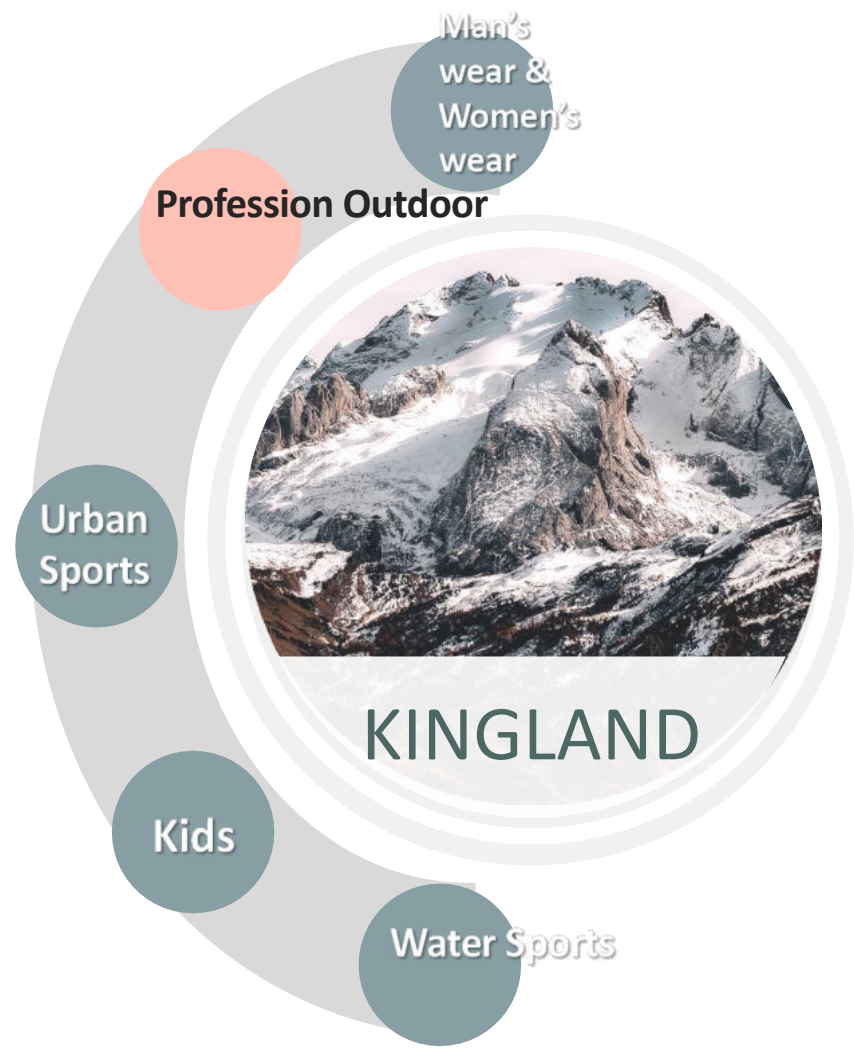 Man's
wear &
Women's
wear
Profession Outdoor
Urban
Sports
KINGLAND
Kids
Water Sports